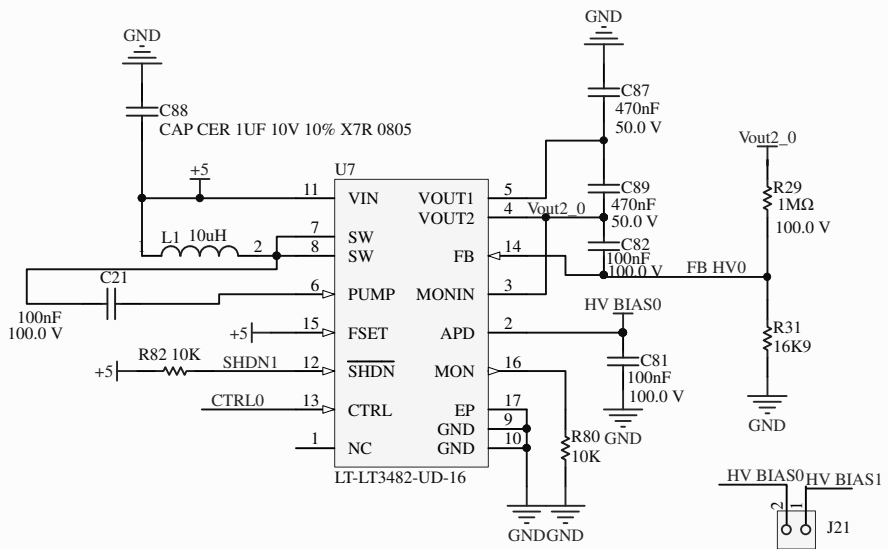 GND
GND
C88
CAP CER 1UF 10V 10% X7R 0805
C87
470nF
50.0 V
Vout2_0
+5
U7
11
VIN
VOUT1
5
C89
470nF
50.0 V
R29
1MΩ
100.0 V
VOUT2
4
Vout2_0
1
L1
10uH
2
7
SW
8
SW
FB
14
C82
100nF
100.0 V
FB HV0
C21
100nF
100.0 V
6
PUMP
MONIN
3
HV BIAS0
+5
15
FSET
APD
2
R31
16K9
+5
R82 10K
SHDN1
12
SHDN
MON
16
C81
100nF
100.0 V
CTRL0
13
CTRL
EP
17
GND
9
GND
10
GND
GND
1
NC
R80
10K
LT-LT3482-UD-16
GND
GND
HV BIAS0
HV BIAS1
2
1
J21